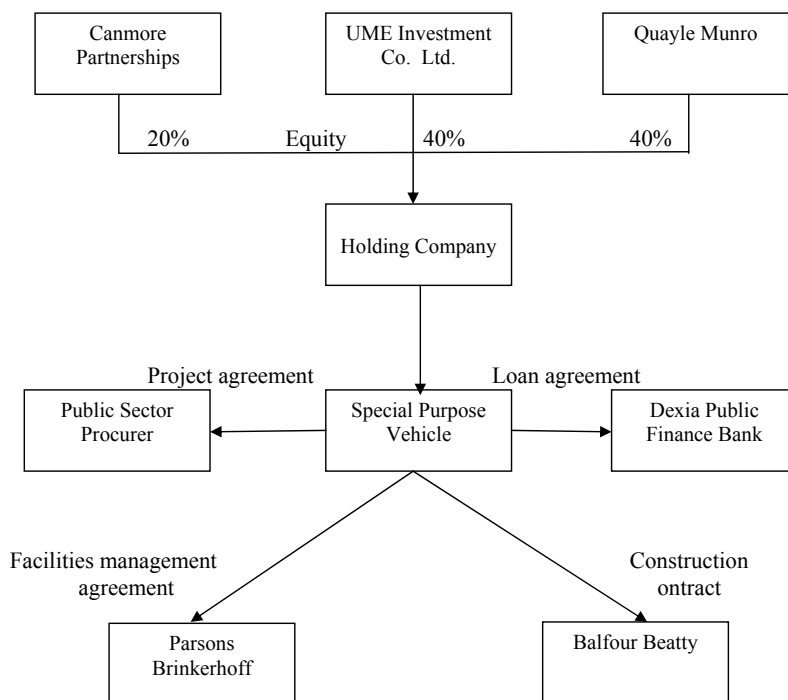 Canmore
Partnerships
UME Investment
Co. Ltd.
Quayle Munro
20%
Equity
40%
40%
Holding Company
Project agreement
Loan agreement
Public Sector
Procurer
Special Purpose
Vehicle
Dexia Public
Finance Bank
Facilities management
agreement
Construction
ontract
Parsons
Brinkerhoff
Balfour Beatty